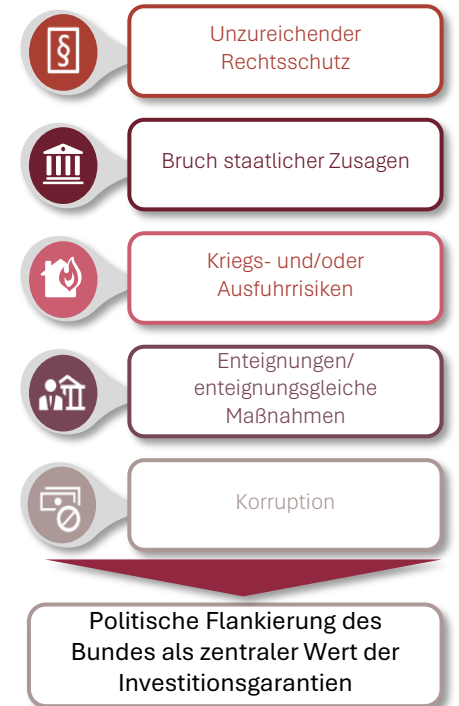 §
Unzureichender
Rechtsschutz
Bruch staatlicher Zusagen
Kriegs- und/oder
Ausfuhrrisiken
Enteignungen/
enteignungsgleiche
Maßnahmen
Korruption
Politische Flankierung des
Bundes als zentraler Wert der
Investitionsgarantien